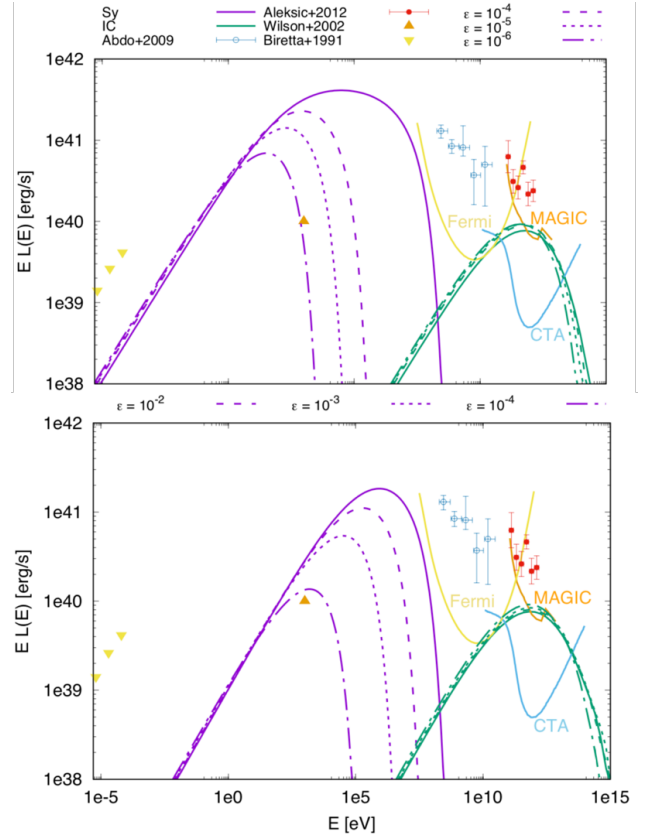 Sy Aleksic+2012 ε = 10-4
IC Wilson+2002 ε = 10-5
Abdo+2009 Biretta+1991 ε = 10-6
1e42
1e41
1e40
1e39
1e38
E L(E) [erg/s]
Fermi
MAGIC
CTA
ε = 10-2 ε = 10-3 ε = 10-4
1e42
1e41
1e40
1e39
1e38
E L(E) [erg/s]
Fermi
MAGIC
CTA
1e-5 1e0 1e5 1e10 1e15
E [eV]